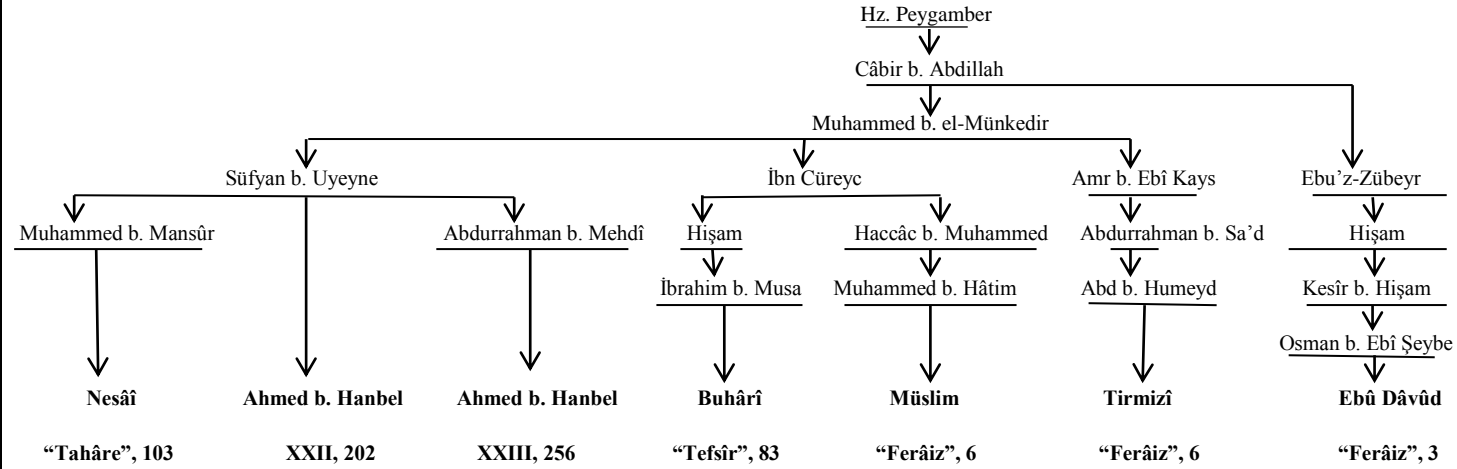 Hz. Peygamber
Câbir b. Abdillah
Muhammed b. el-Münkedir
Süfyan b. Uyeyne İbn Cüreyc Amr b. Ebî Kays Ebu’z-Zübeyr
Muhammed b. Mansûr Abdurrahman b. Mehdî Hişam Haccâc b. Muhammed Abdurrahman b. Sa’d Hişam
İbrahim b. Musa Muhammed b. Hâtim Abd b. Humeyd Kesîr b. Hişam
Osman b. Ebî Şeybe
Nesâî Ahmed b. Hanbel Ahmed b. Hanbel Buhârî Müslim Tirmizî Ebû Dâvûd
“Tahâre”, 103 XXII, 202 XXIII, 256 “Tefsîr”, 83 “Ferâiz”, 6 “Ferâiz”, 6 “Ferâiz”, 3